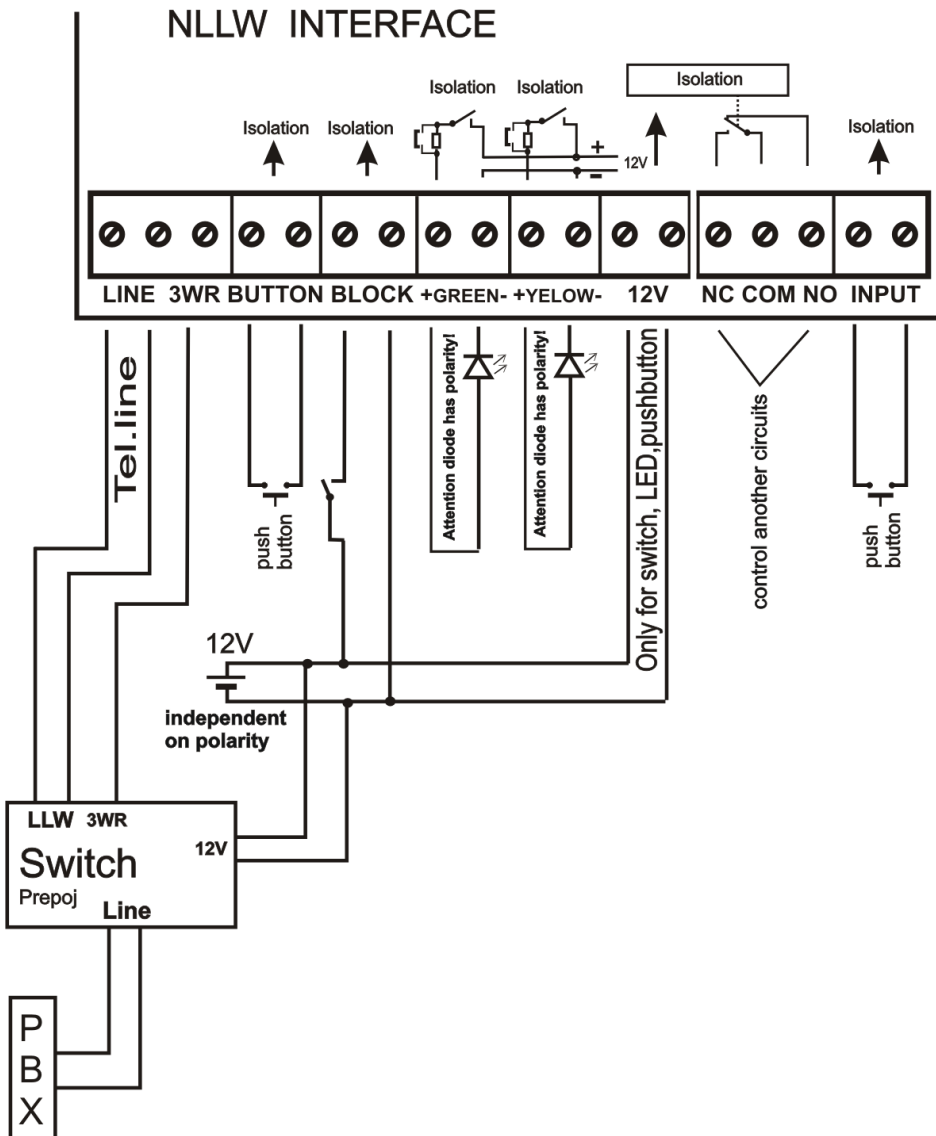 NLLW INTERFACE
Isolation
Isolation Isolation
Isolation Isolation
Isolation
+
12V
-
Isolation
LINE 3WR BUTTON BLOCK +GREEN- +YELOW- 12V NC COM NO INPUT
Tel.line
push
button
Attention diode has polarity!
Attention diode has polarity!
Only for switch, LED,pushbutton
control another circuits
push
button
12V
independent
on polarity
LLW 3WR
12V
Switch
Prepoj
Line
P
B
X